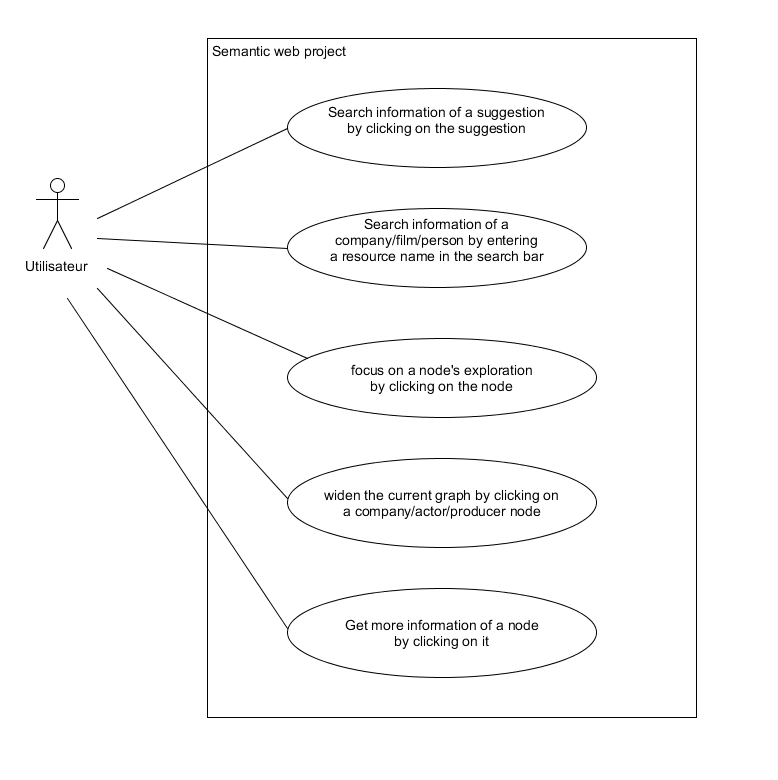 Semantic web project
Search information of a suggestion
by clicking on the suggestion
Search information of a
company/film/person by entering
a resource name in the search bar
Utilisateur
focus on a node's exploration
by clicking on the node
widen the current graph by clicking on
a company/actor/producer node
Get more information of a node
by clicking on it